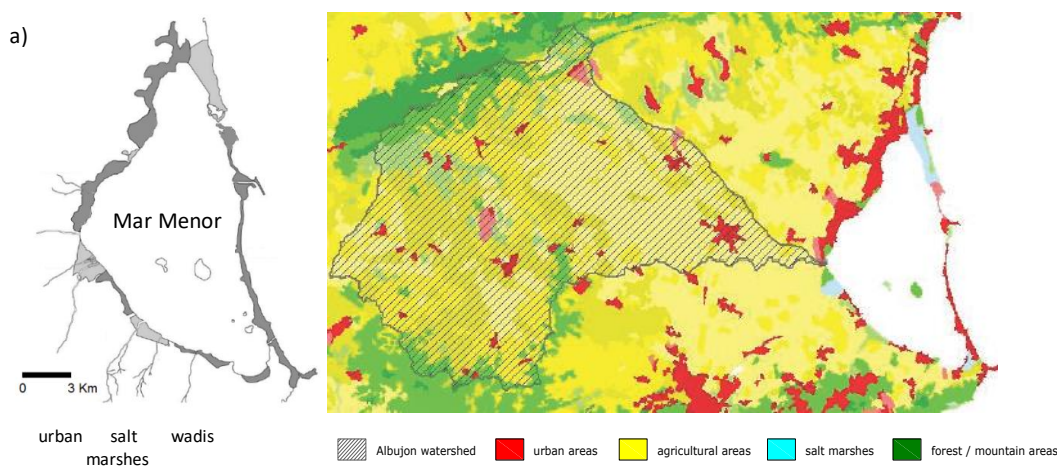 a)
Mar Menor
0 3 Km
urban salt marshes wadis
Albujon watershed urban areas agricultural areas salt marshes forest / mountain areas